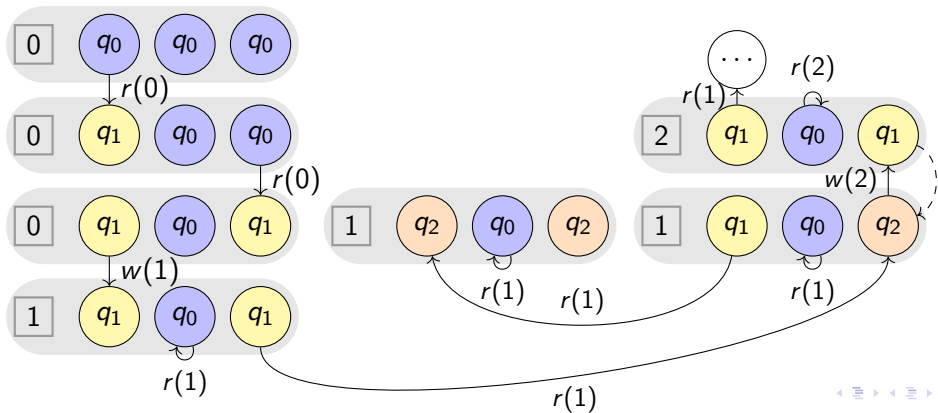 0 q0 q0 q0
r(0)
0 q1 q0 q0
r(0)
0 q1 q0 q1
w(1)
1 q1 q0 q1
r(1)
r(1)
1 q2 q0 q2
r(1)
r(1)
...
r(1)
r(2)
2 q1 q0 q1
w(2)
1 q1 q0 q2
r(1)